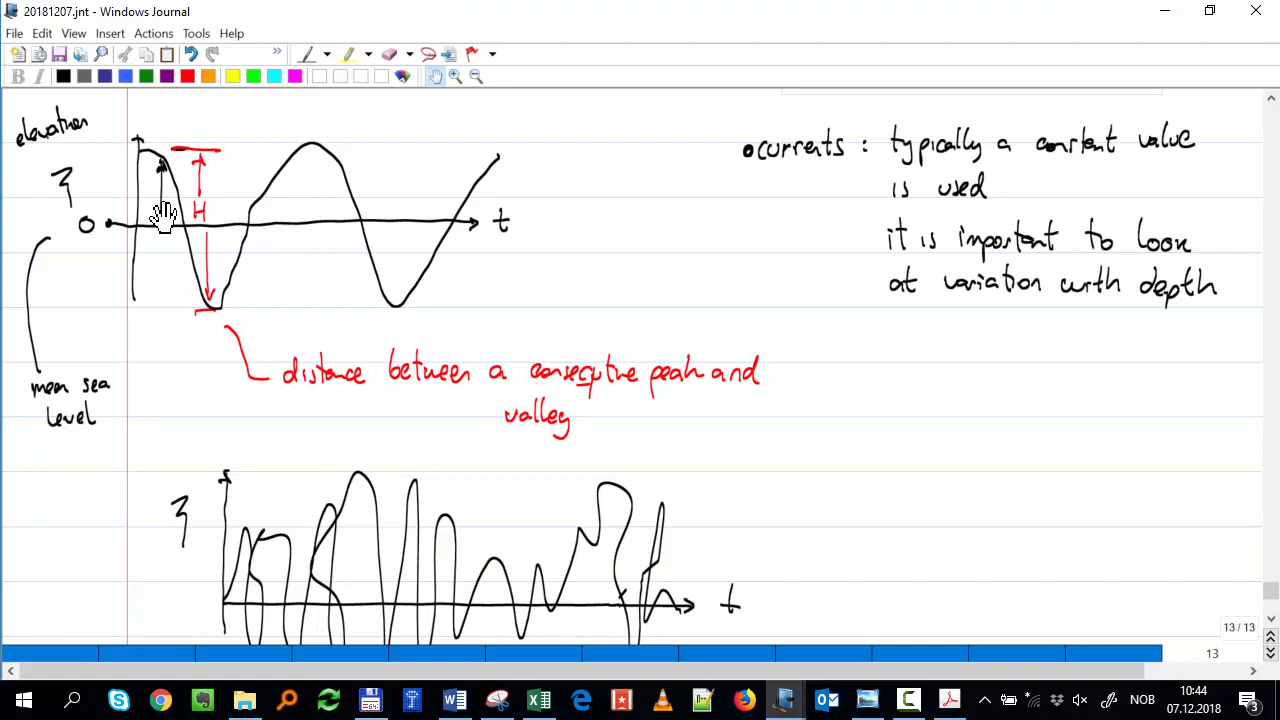 20181207.jnt - Windows Journal
File Edit View Insert Actions Tools Help
B I
elevation
ζ
0
H
t
mean sea
level
distance between a consecutive peak and
valley
ζ
t
•currents: typically a constant value
is used
it is important to look
at variation with depth
13 / 13
13
NOB
10:44
07.12.2018
3